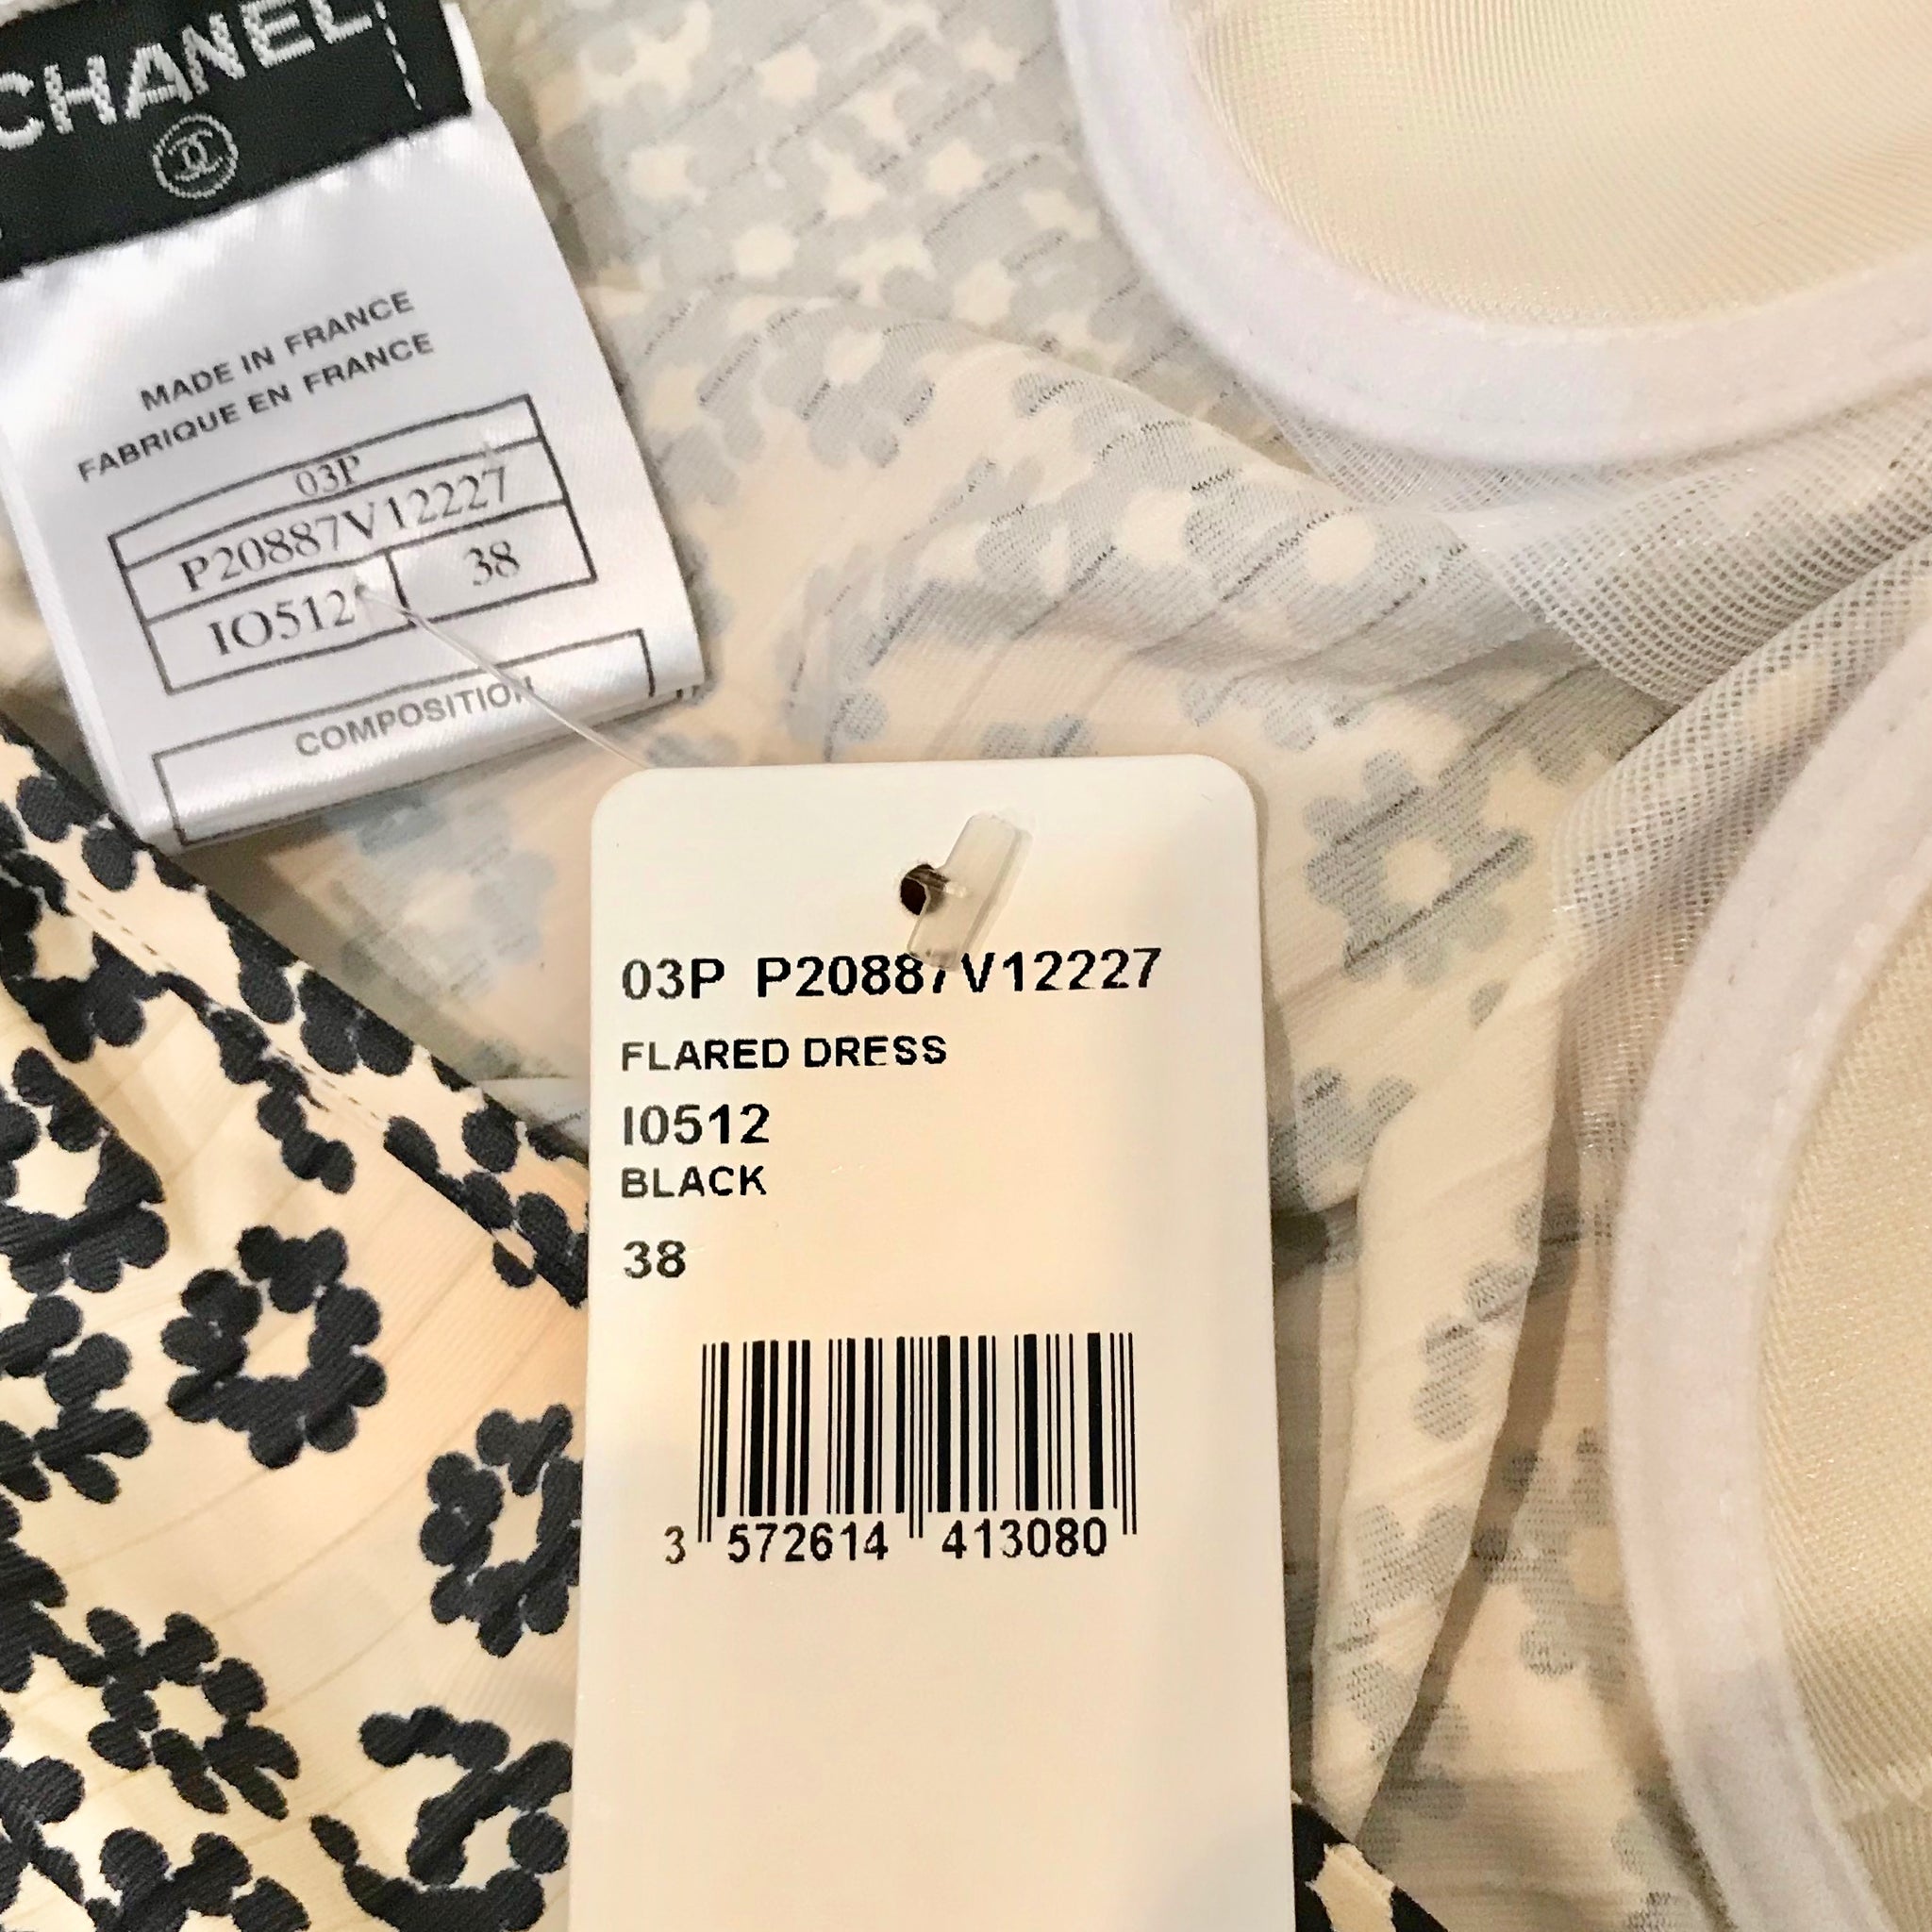 CHANEL
MADE IN FRANCE
FABRIQUE EN FRANCE
03P
P20887V12227
IO512 38
COMPOSITION
03P P20887V12227
FLARED DRESS
I0512
BLACK
38
3 572614 413080